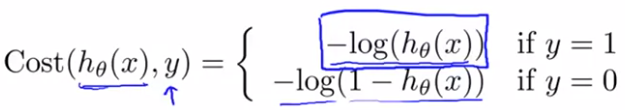 Cost(hθ(x), y) = { −log(hθ(x)) if y = 1
−log(1 − hθ(x)) if y = 0